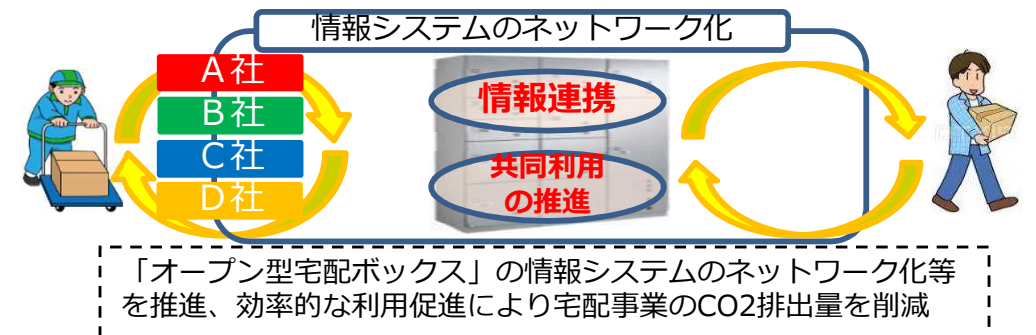 情報システムのネットワーク化
A社
B社
C社
D社
情報連携
共同利用
の推進
「オープン型宅配ボックス」の情報システムのネットワーク化等
を推進、効率的な利用促進により宅配事業のCO2排出量を削減